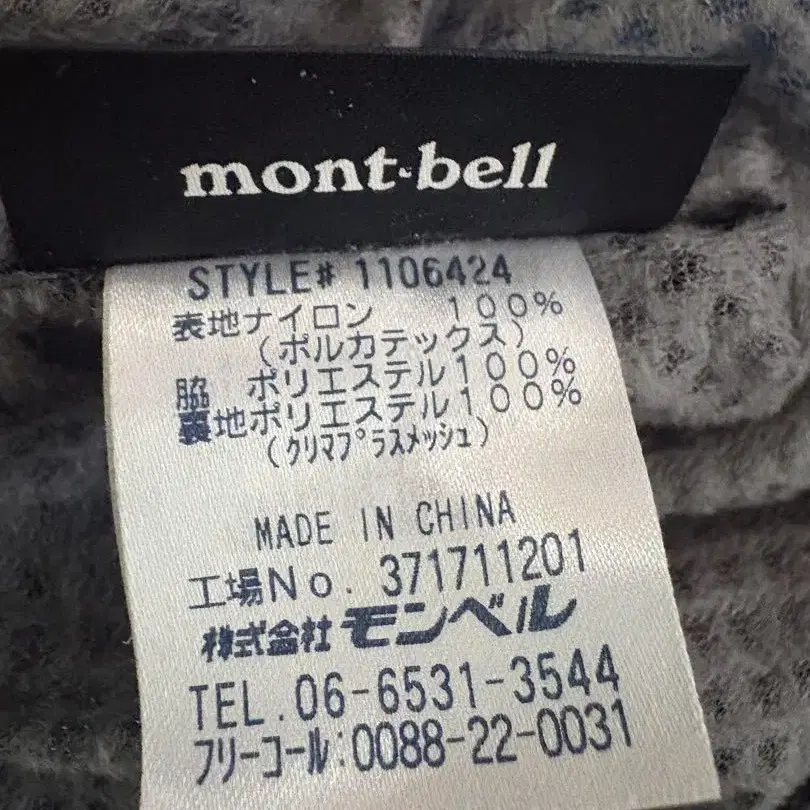 mont-bell
STYLE# 1106424
表地ナイロン 100%
(ポルカテックス)
脇 ポリエステル100%
裏地ポリエステル100%
(クリマプラスメッシュ)
MADE IN CHINA
工場No. 371711201
株式会社モンベル
TEL.06-6531-3544
フリーコール:0088-22-0031